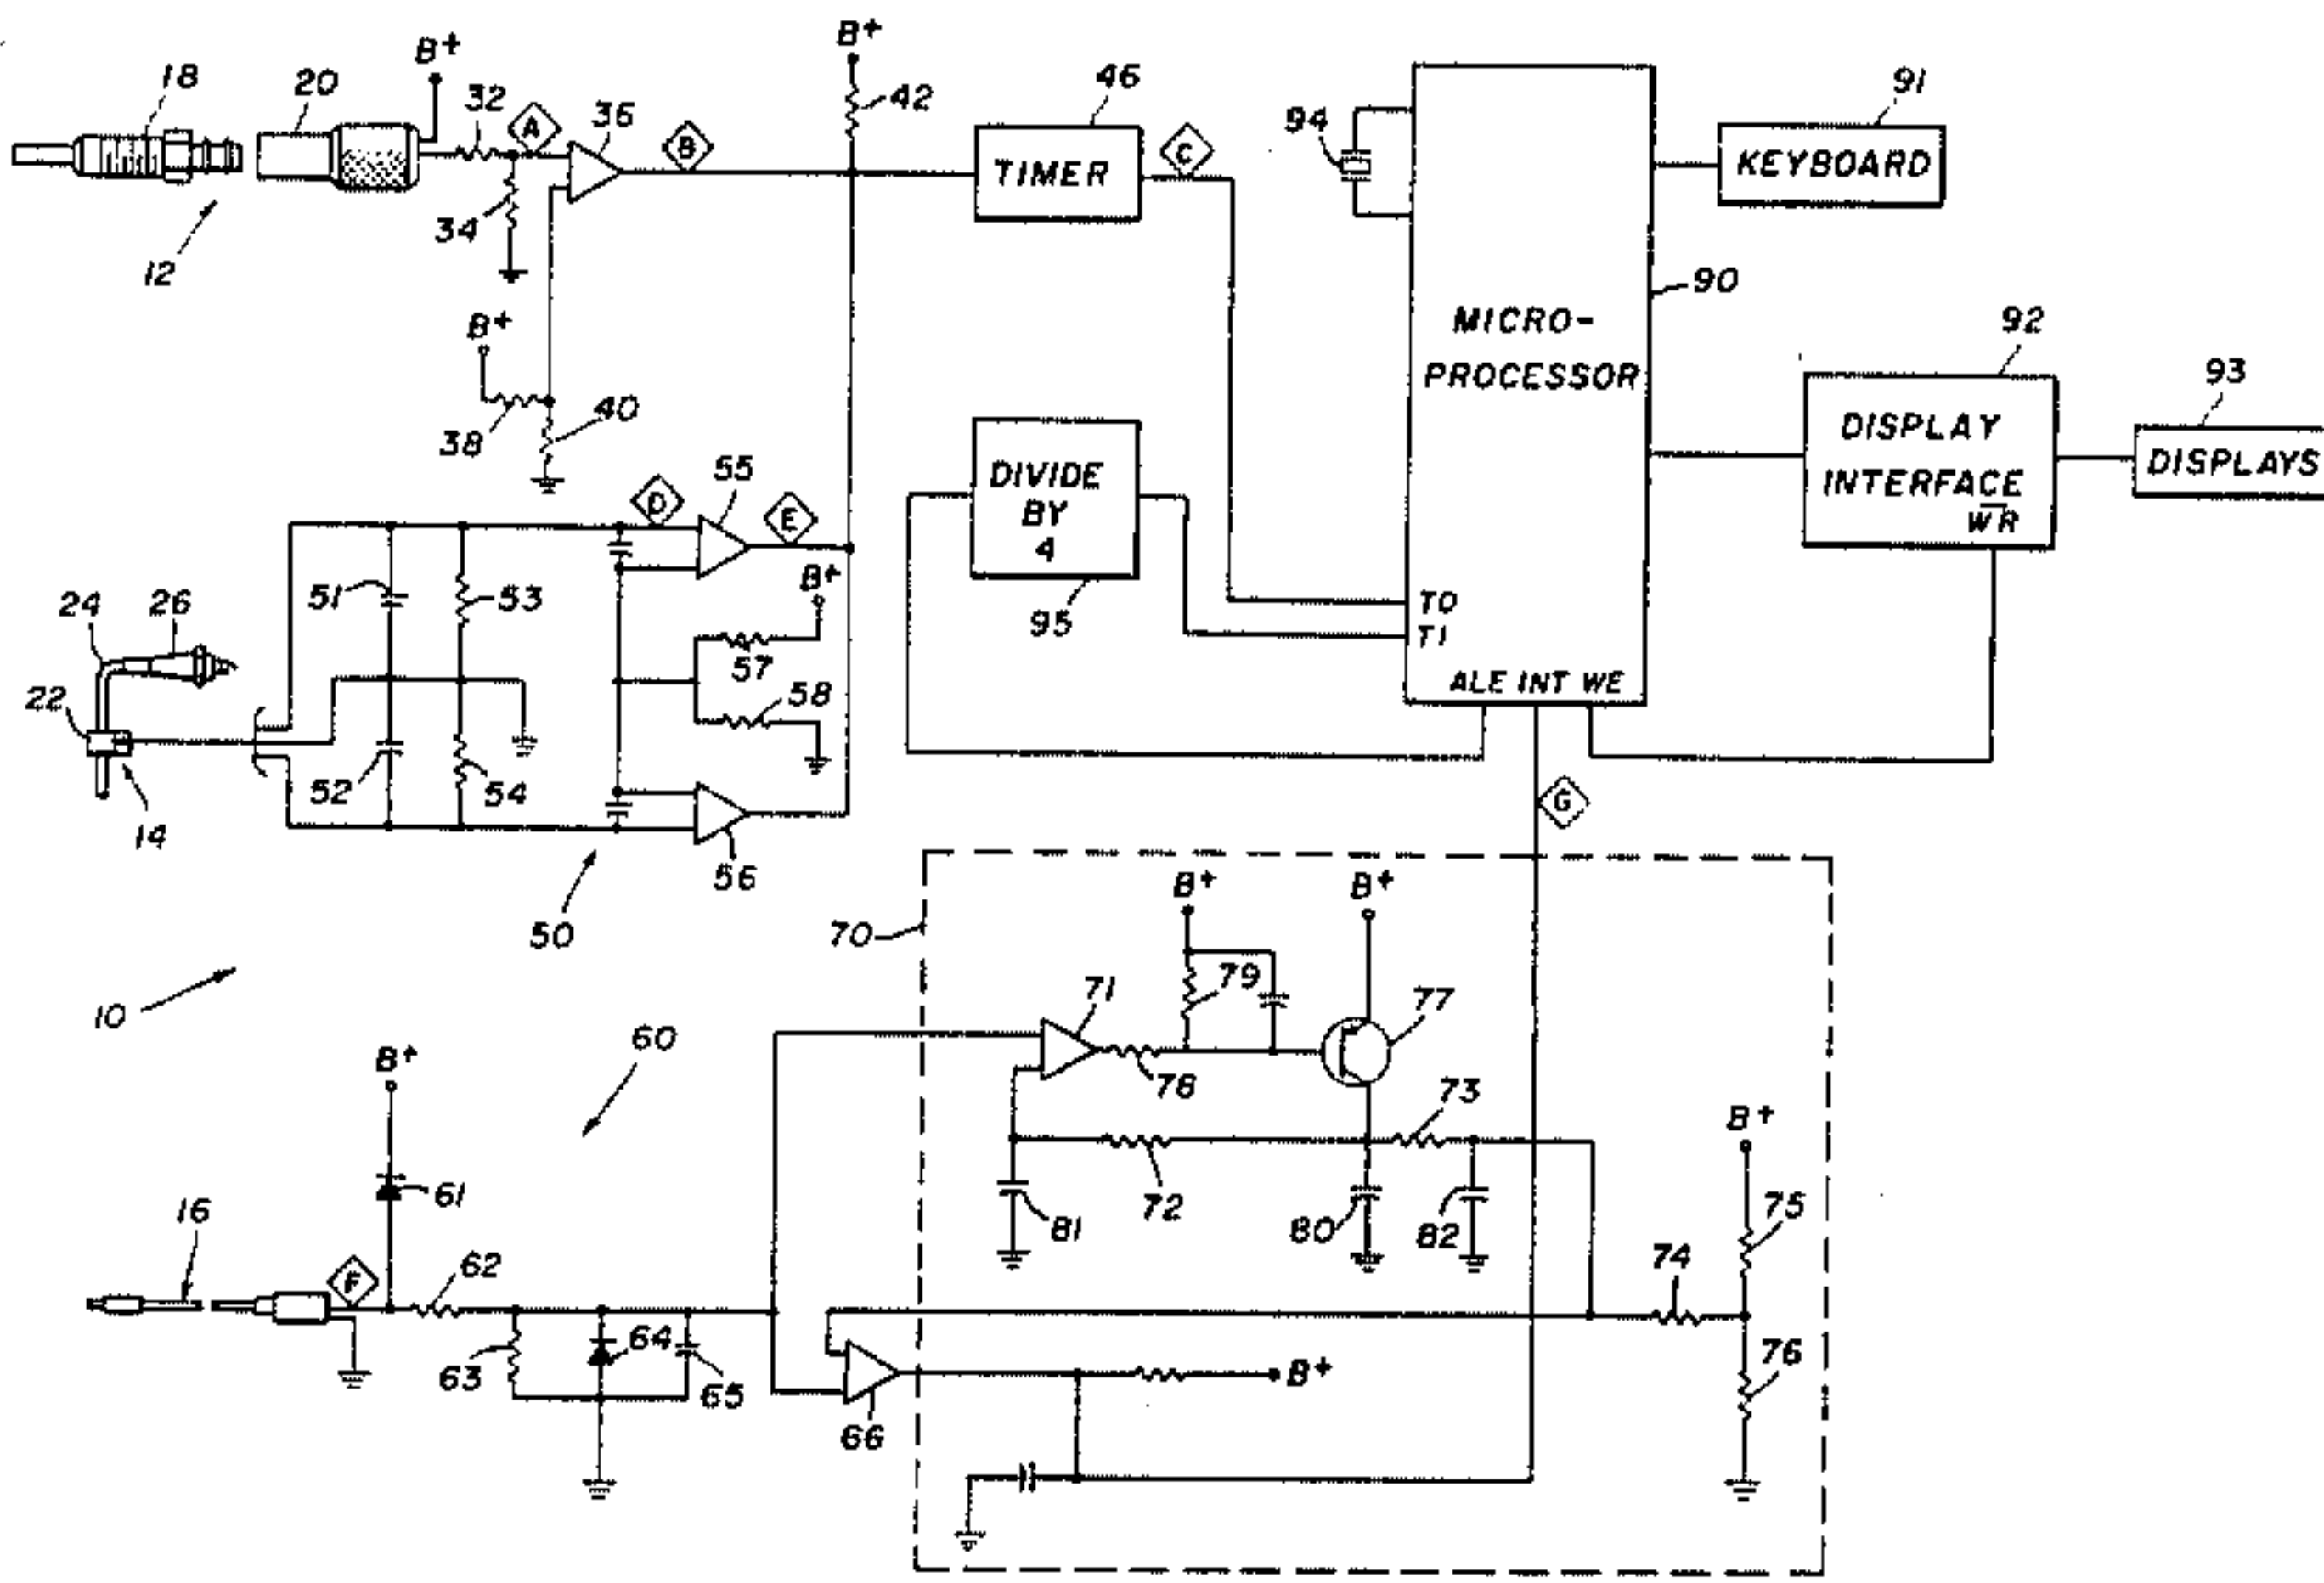 B+
B+
18
20
32
A
36
B
42
46
TIMER
C
94
91
KEYBOARD
34
12
B+
38
40
MICRO-
PROCESSOR
90
92
DISPLAY
INTERFACE
WR
93
DISPLAYS
D
55
E
DIVIDE
BY
4
95
T0
T1
ALE INT WE
24
26
51
53
B+
57
22
58
52
54
14
56
50
G
70
B+
B+
10
60
71
79
77
78
73
B+
B+
61
81
72
80
82
75
16
F
62
74
63
64
65
66
B+
76